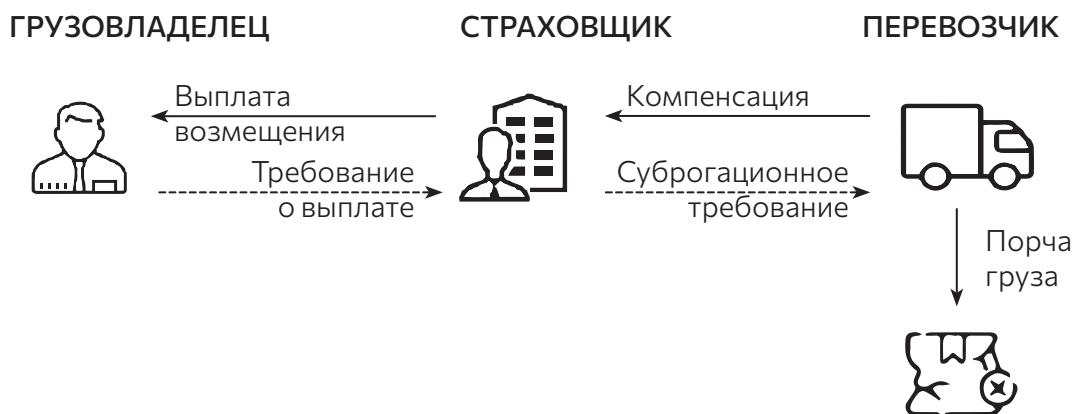 ГРУЗОВЛАДЕЛЕЦ
СТРАХОВЩИК
ПЕРЕВОЗЧИК
Выплата
возмещения
Требование
о выплате
Компенсация
Суброгационное
требование
Порча
груза